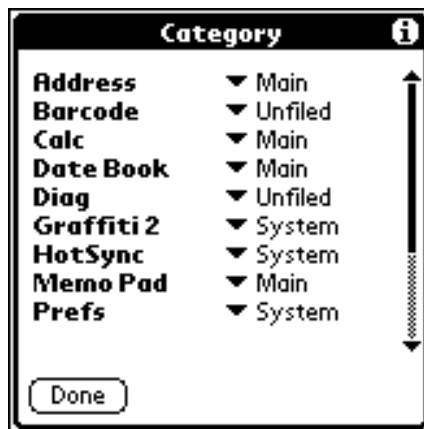 Category
Address Main
Barcode Unfiled
Calc Main
Date Book Main
Diag Unfiled
Graffiti 2 System
HotSync System
Memo Pad Main
Prefs System
Done